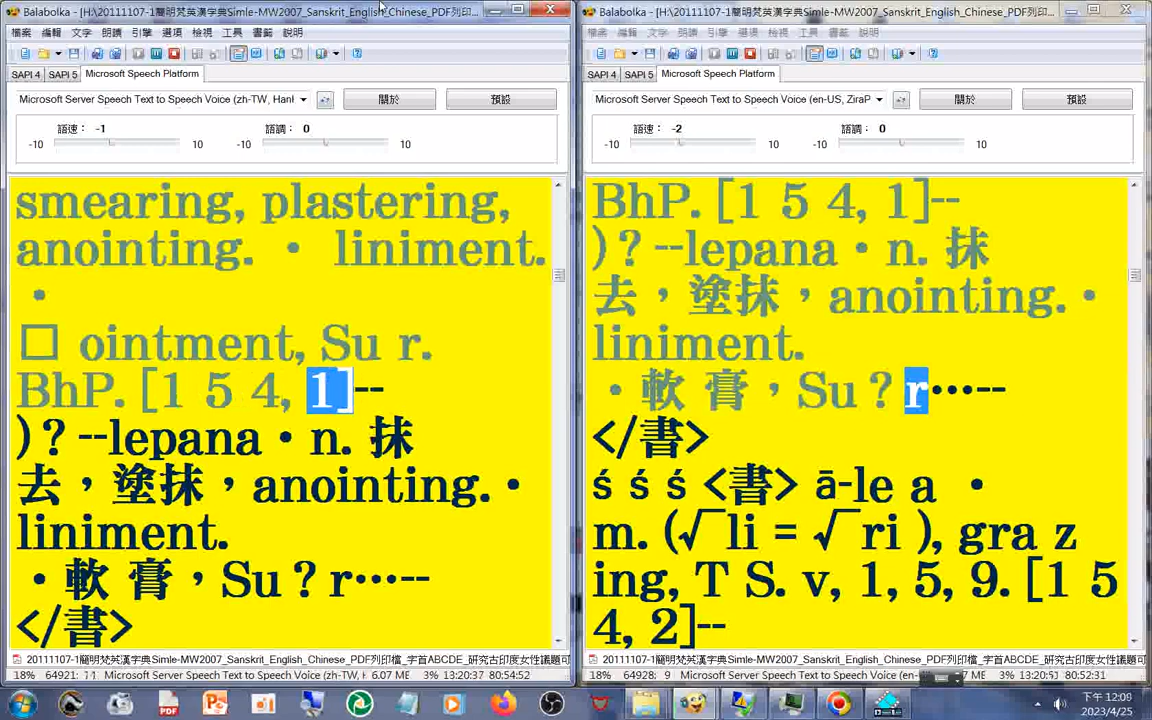 Balabolka - [H:\20111107-1簡明梵英漢字典Simle-MW2007_Sanskrit_English_Chinese_PDF列印...
檔案 編輯 文字 朗讀 引擎 選項 檢視 工具 書籤 說明
SAPI 4 SAPI 5 Microsoft Speech Platform
Microsoft Server Speech Text to Speech Voice (zh-TW, Hanl
關於 預設
語速: -1 語調: 0
-10 10 -10 10
smearing, plastering,
anointing. • liniment.
•
□ ointment, Su r.
BhP. [1 5 4, 1]--
)? --lepana • n. 抹
去，塗抹，anointing. •
liniment.
• 軟 膏，Su ? r…--
</書>
20111107-1簡明梵英漢字典Simle-MW2007_Sanskrit_English_Chinese_PDF列印檔_字首ABCDE_研究古印度女性議題可
18% 64921: 11 Microsoft Server Speech Text to Speech Voice (zh-TW, H 6.07 ME 3% 13:20:37 80:54:52
Balabolka - [H:\20111107-1簡明梵英漢字典Simle-MW2007_Sanskrit_English_Chinese_PDF列印...
檔案 編輯 文字 朗讀 引擎 選項 檢視 工具 書籤 說明
SAPI 4 SAPI 5 Microsoft Speech Platform
Microsoft Server Speech Text to Speech Voice (en-US, ZiraP
關於 預設
語速: -2 語調: 0
-10 10 -10 10
BhP. [1 5 4, 1]--
)? --lepana • n. 抹
去，塗抹，anointing. •
liniment.
• 軟 膏，Su ? r…--
</書>
ś ś ś <書> ā-le a •
m. (√li = √ri ), gra z
ing, T S. v, 1, 5, 9. [1 5
4, 2]--
20111107-1簡明梵英漢字典Simle-MW2007_Sanskrit_English_Chinese_PDF列印檔_字首ABCDE_研究古印度女性議題可
18% 64928: 9 Microsoft Server Speech Text to Speech Voice (en-US, 3% 13:20:5 80:52:31
下午 12:09
2023/4/25